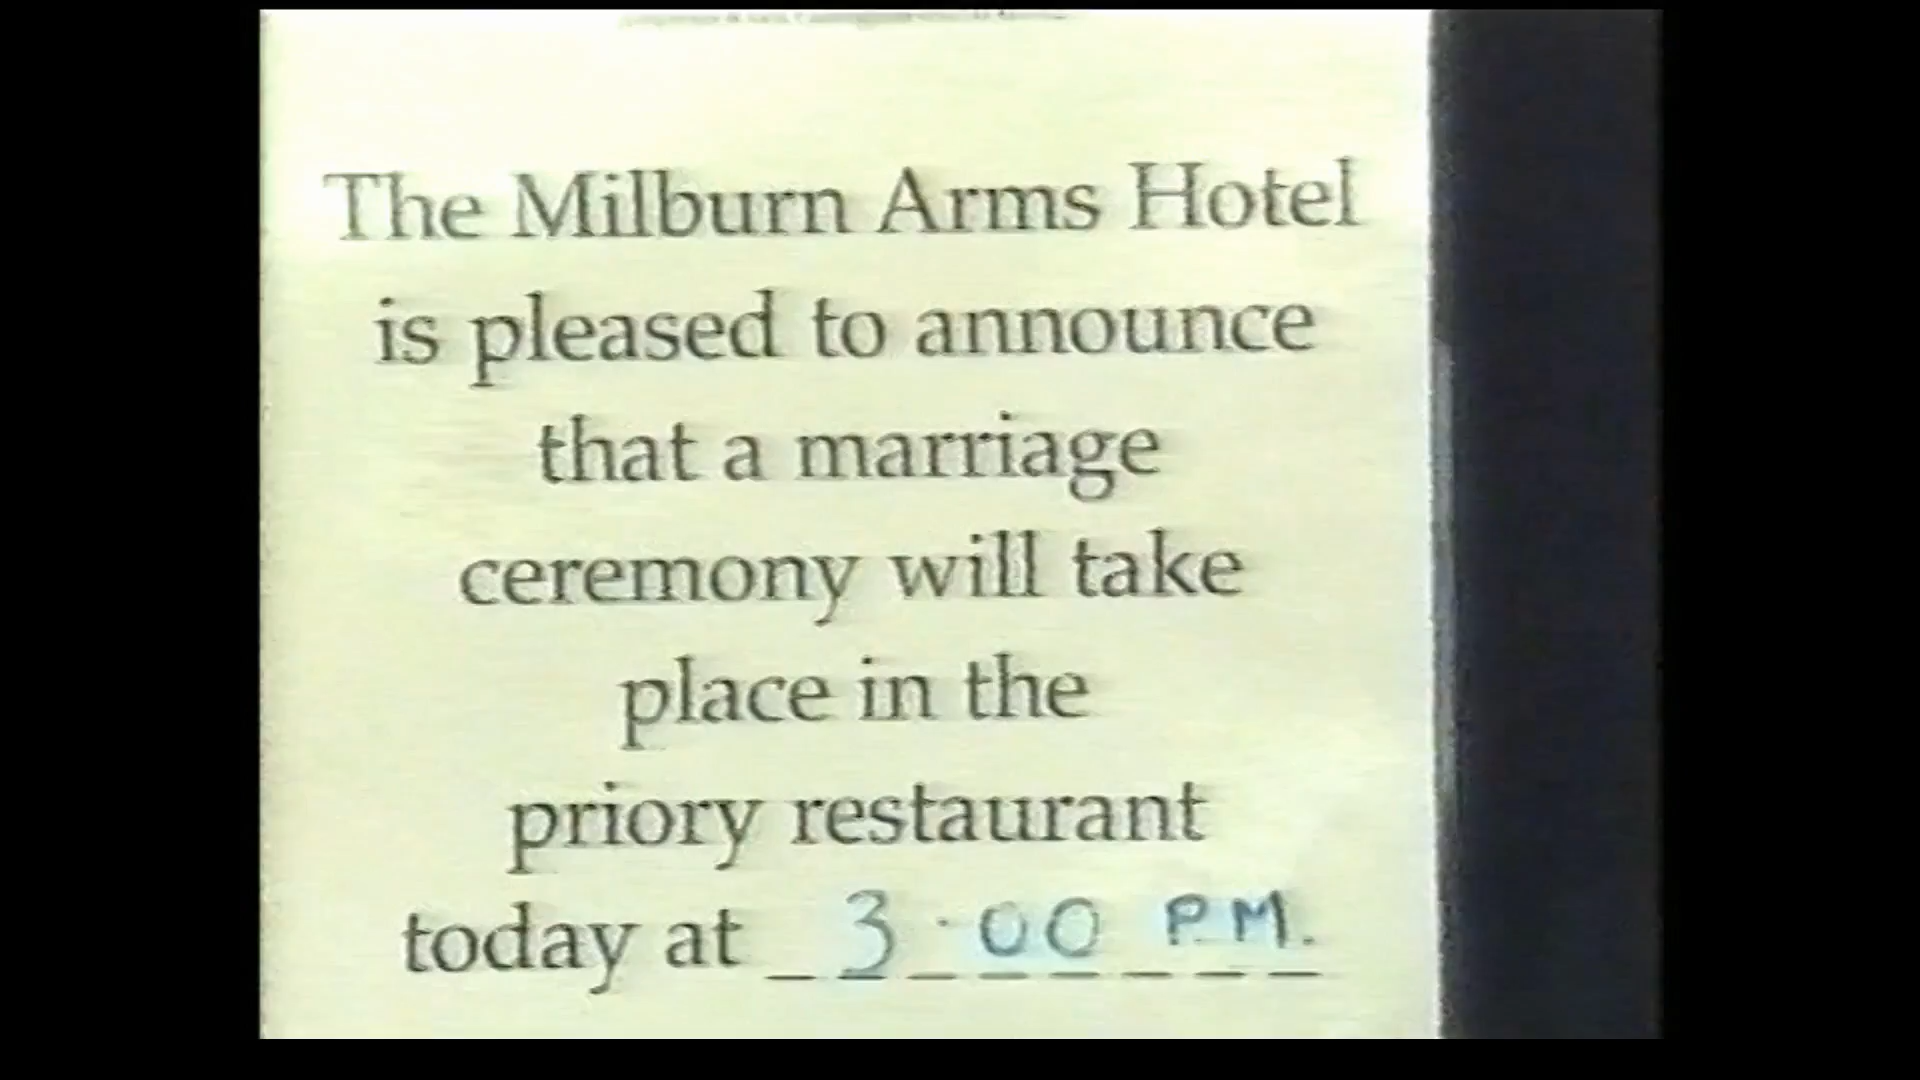 The Milburn Arms Hotel
is pleased to announce
that a marriage
ceremony will take
place in the
priory restaurant
today at 3.00 PM.